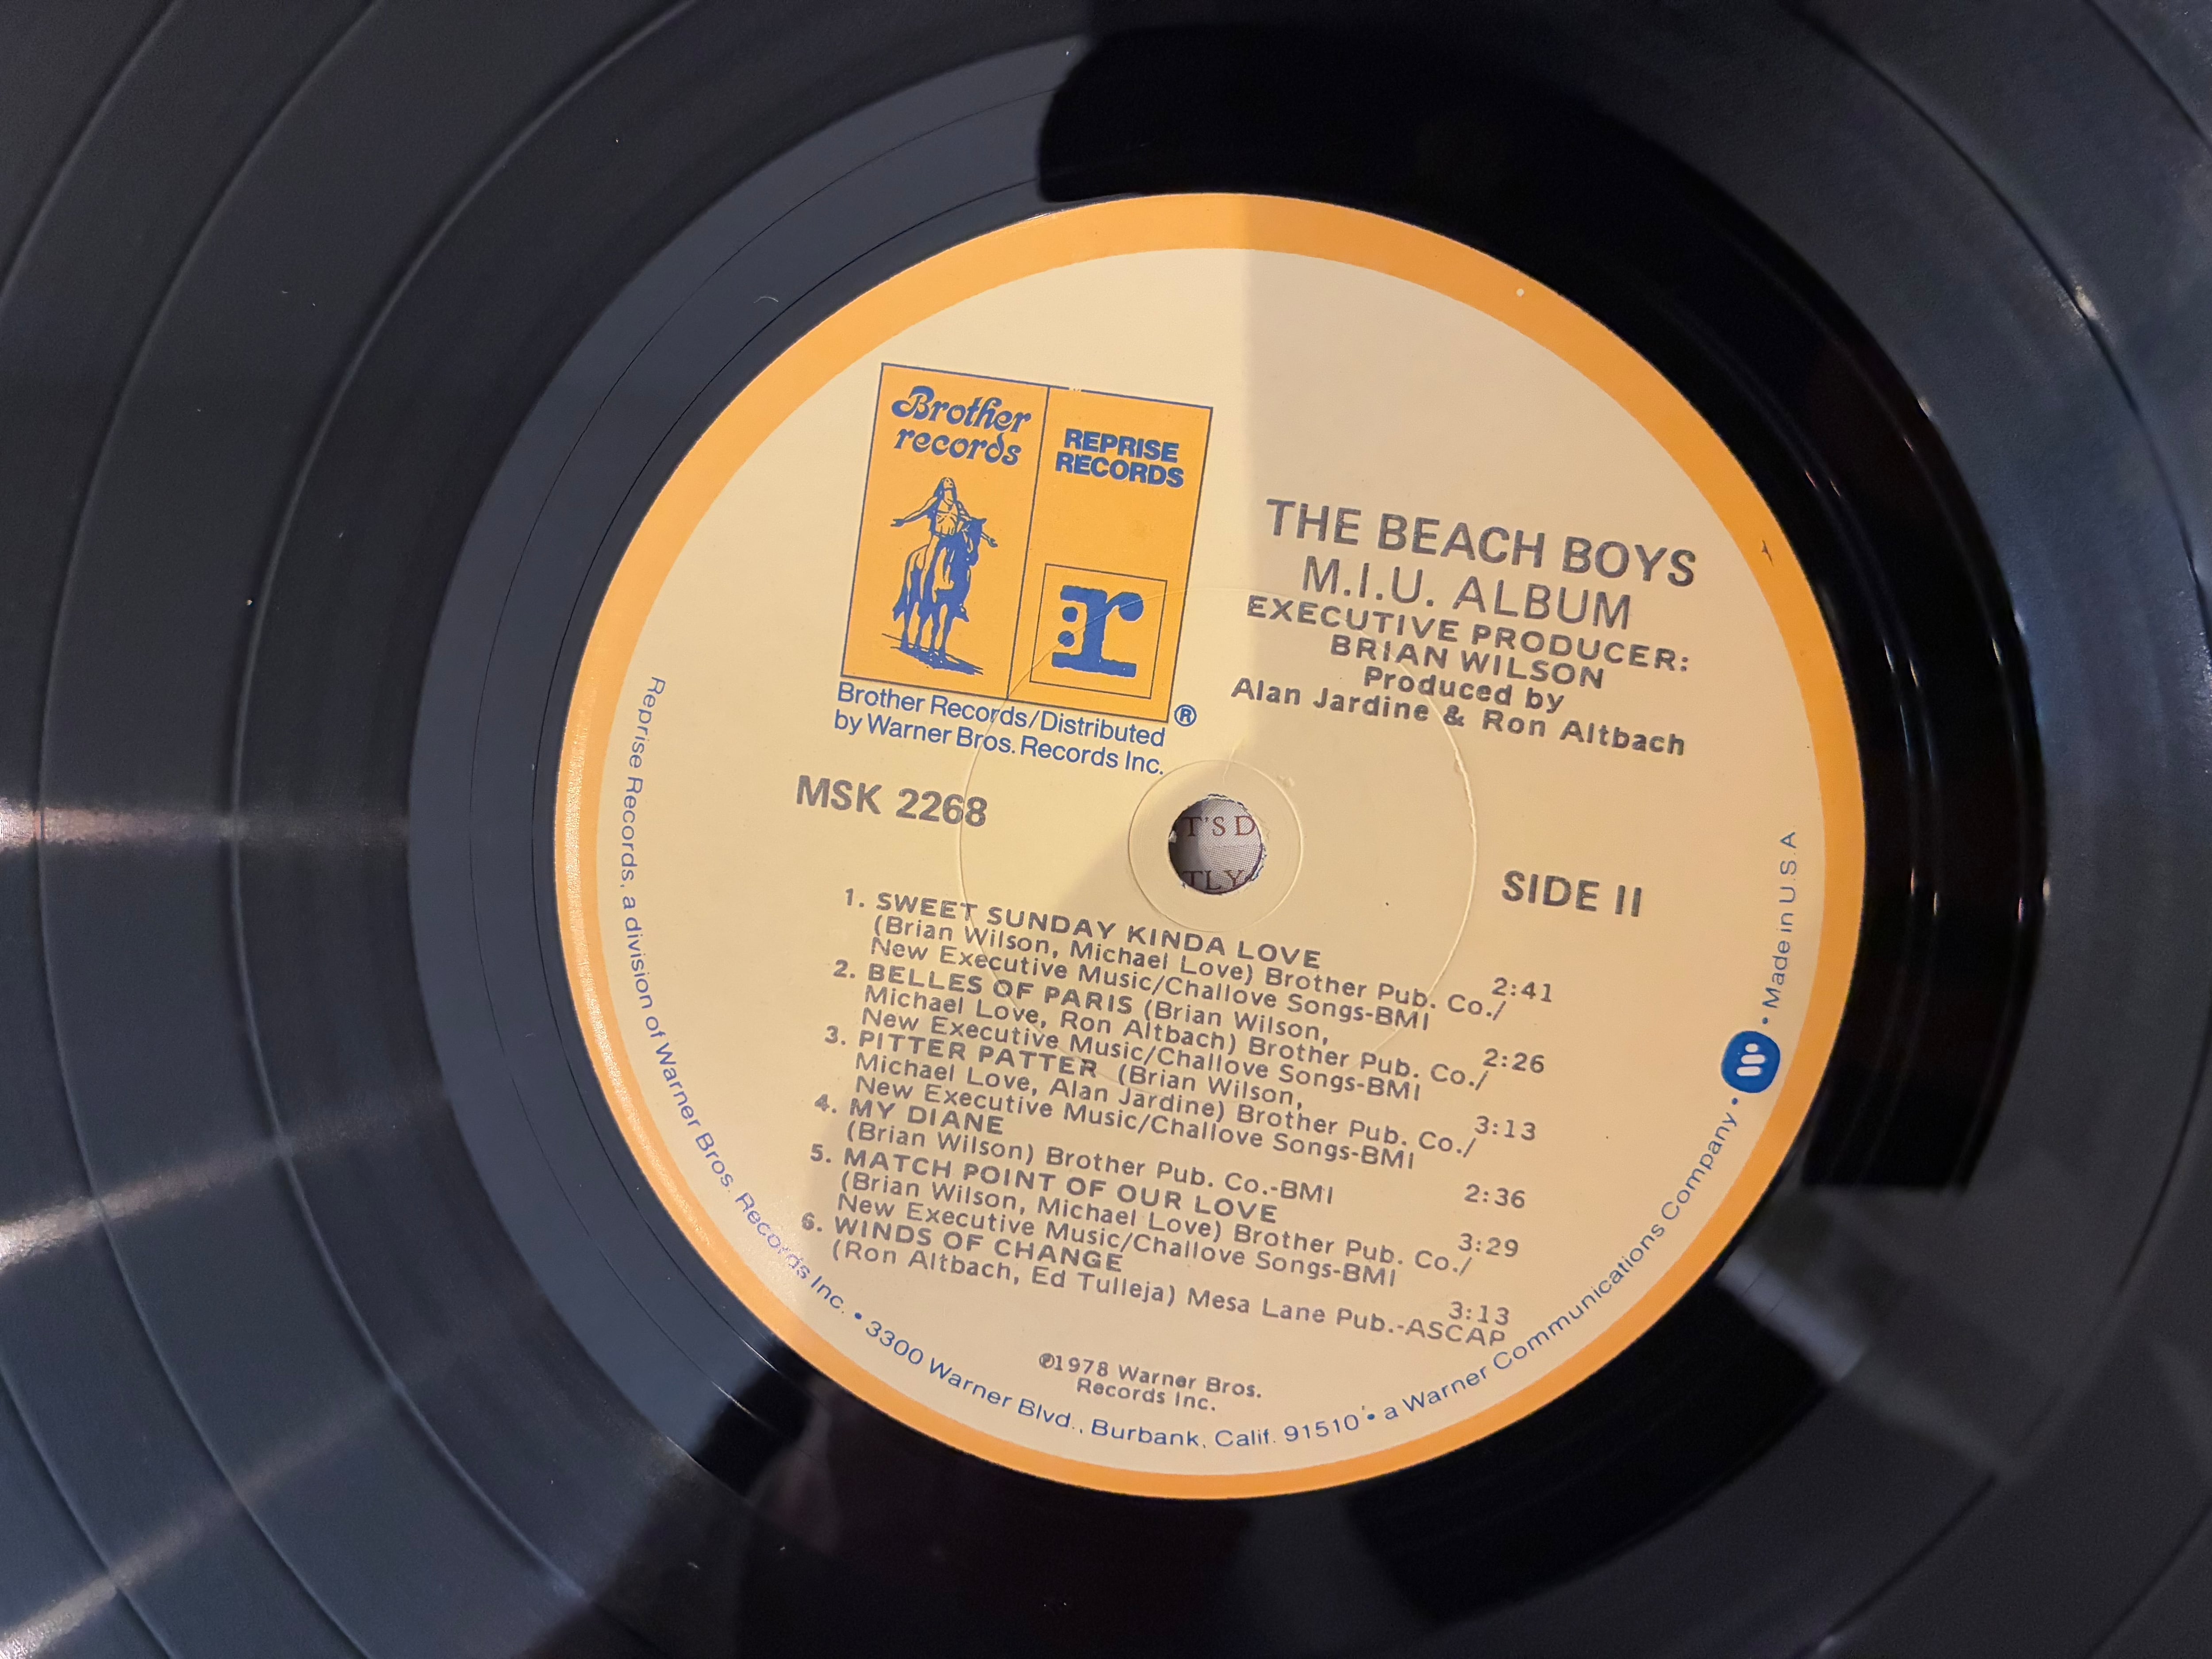 Brother
records
REPRISE
RECORDS
r
®
Brother Records/Distributed
by Warner Bros. Records Inc.
THE BEACH BOYS
M.I.U. ALBUM
EXECUTIVE PRODUCER:
BRIAN WILSON
Produced by
Alan Jardine & Ron Altbach
MSK 2268
T'S D
TLY
SIDE II
1. SWEET SUNDAY KINDA LOVE
(Brian Wilson, Michael Love) Brother Pub. Co./ 2:41
New Executive Music/Challove Songs-BMI
2. BELLES OF PARIS (Brian Wilson,
Michael Love, Ron Altbach) Brother Pub. Co./ 2:26
New Executive Music/Challove Songs-BMI
3. PITTER PATTER (Brian Wilson,
Michael Love, Alan Jardine) Brother Pub. Co./ 3:13
New Executive Music/Challove Songs-BMI
4. MY DIANE
(Brian Wilson) Brother Pub. Co.-BMI 2:36
5. MATCH POINT OF OUR LOVE
(Brian Wilson, Michael Love) Brother Pub. Co./ 3:29
New Executive Music/Challove Songs-BMI
6. WINDS OF CHANGE 3:13
(Ron Altbach, Ed Tulleja) Mesa Lane Pub.-ASCAP
℗1978 Warner Bros.
Records Inc.
Reprise Records, a division of Warner Bros. Records Inc. • 3300 Warner Blvd., Burbank, Calif. 91510 • a Warner Communications Company • W • Made in U.S.A